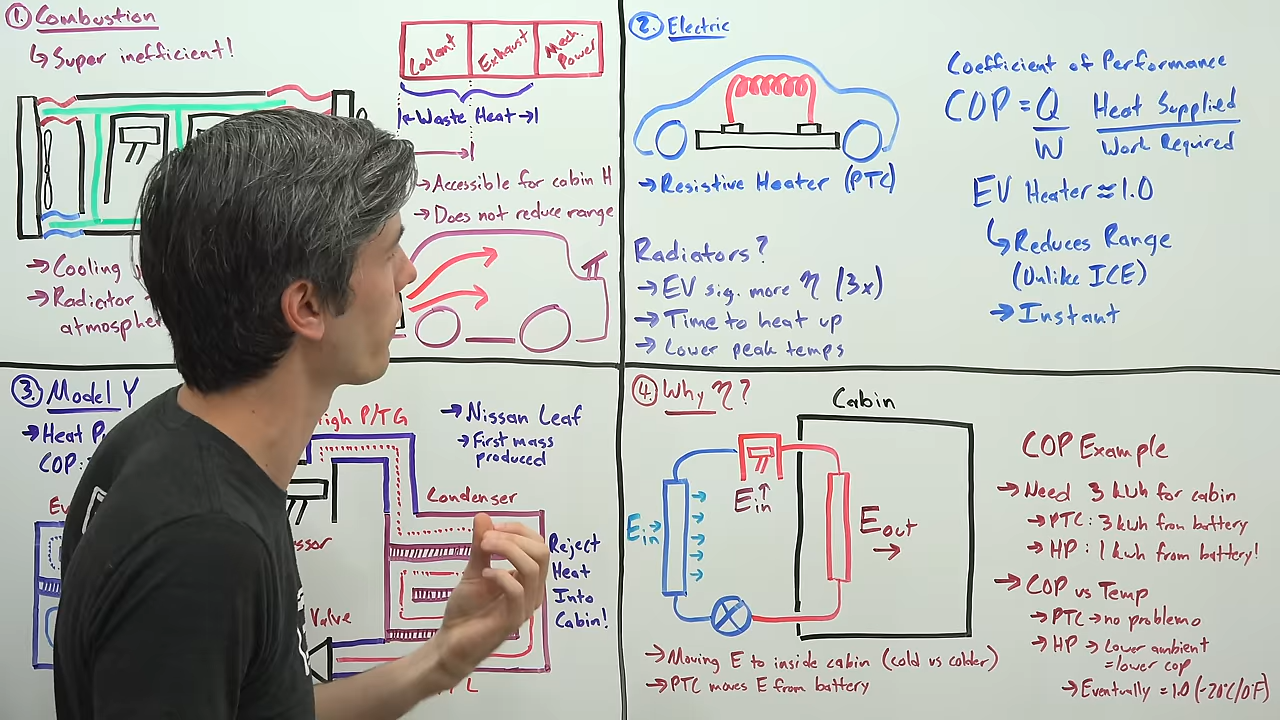 1. Combustion
↳ Super inefficient!
Coolant
Exhaust
Mech. Power
Waste Heat
→ Accessible for cabin H
→ Does not reduce range
→ Cooling
→ Radiator
atmosphere
2. Electric
→ Resistive Heater (PTC)
Radiators?
→ EV sig. more η (3x)
→ Time to heat up
→ Lower peak temps
Coefficient of Performance
COP = Q/W Heat Supplied / Work Required
EV Heater ≈ 1.0
↳ Reduces Range
(Unlike ICE)
→ Instant
3. Model Y
→ Heat
COP:
High P/TG
→ Nissan Leaf
→ First mass
produced
Condenser
Reject
Heat
Into
Cabin!
Valve
4. Why η?
Cabin
Ein
Ein
Eout
→ Moving E to inside cabin (cold vs colder)
→ PTC moves E from battery
COP Example
→ Need 3 kWh for cabin
→ PTC: 3 kWh from battery
→ HP: 1 kWh from battery!
→ COP vs Temp
→ PTC → no problemo
→ HP → Lower ambient
= lower cop
→ Eventually = 1.0 (-20°C/0°F)